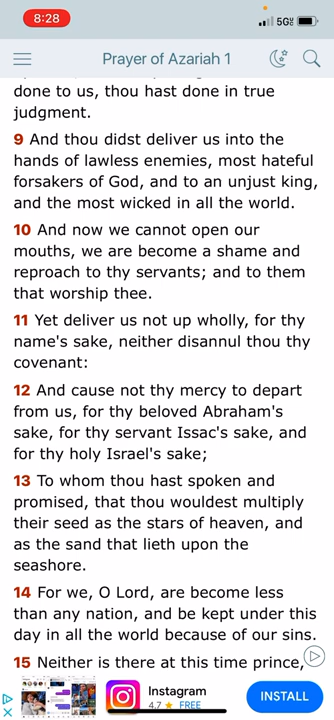 8:28
5G
Prayer of Azariah 1
done to us, thou hast done in true
judgment.
9 And thou didst deliver us into the
hands of lawless enemies, most hateful
forsakers of God, and to an unjust king,
and the most wicked in all the world.
10 And now we cannot open our
mouths, we are become a shame and
reproach to thy servants; and to them
that worship thee.
11 Yet deliver us not up wholly, for thy
name's sake, neither disannul thou thy
covenant:
12 And cause not thy mercy to depart
from us, for thy beloved Abraham's
sake, for thy servant Issac's sake, and
for thy holy Israel's sake;
13 To whom thou hast spoken and
promised, that thou wouldest multiply
their seed as the stars of heaven, and
as the sand that lieth upon the
seashore.
14 For we, O Lord, are become less
than any nation, and be kept under this
day in all the world because of our sins.
15 Neither is there at this time prince,
Instagram
4.7 ★ FREE
INSTALL